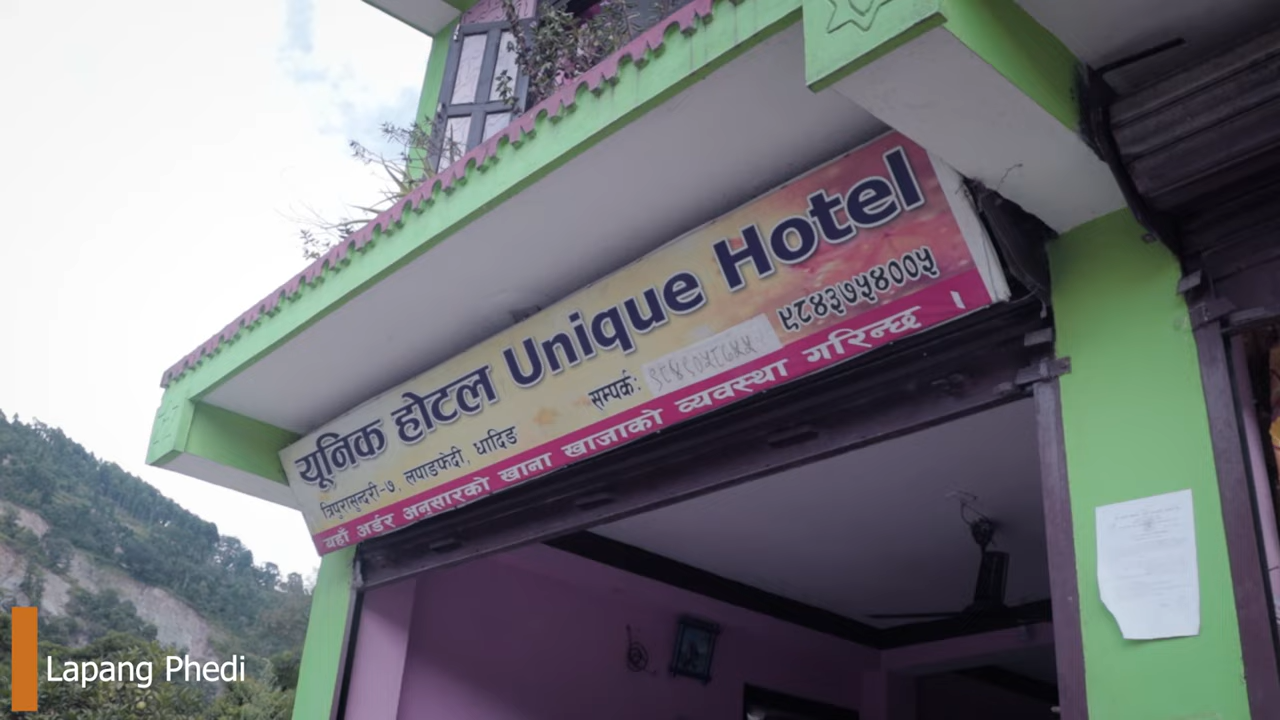 यूनिक होटल Unique Hotel
त्रिपुरासुन्दरी-७, लपाङफेदी, धादिङ
सम्पर्क: ९८४३७५४००५
यहाँ अर्डर अनुसारको खाना खाजाको व्यवस्था गरिन्छ ।
Lapang Phedi